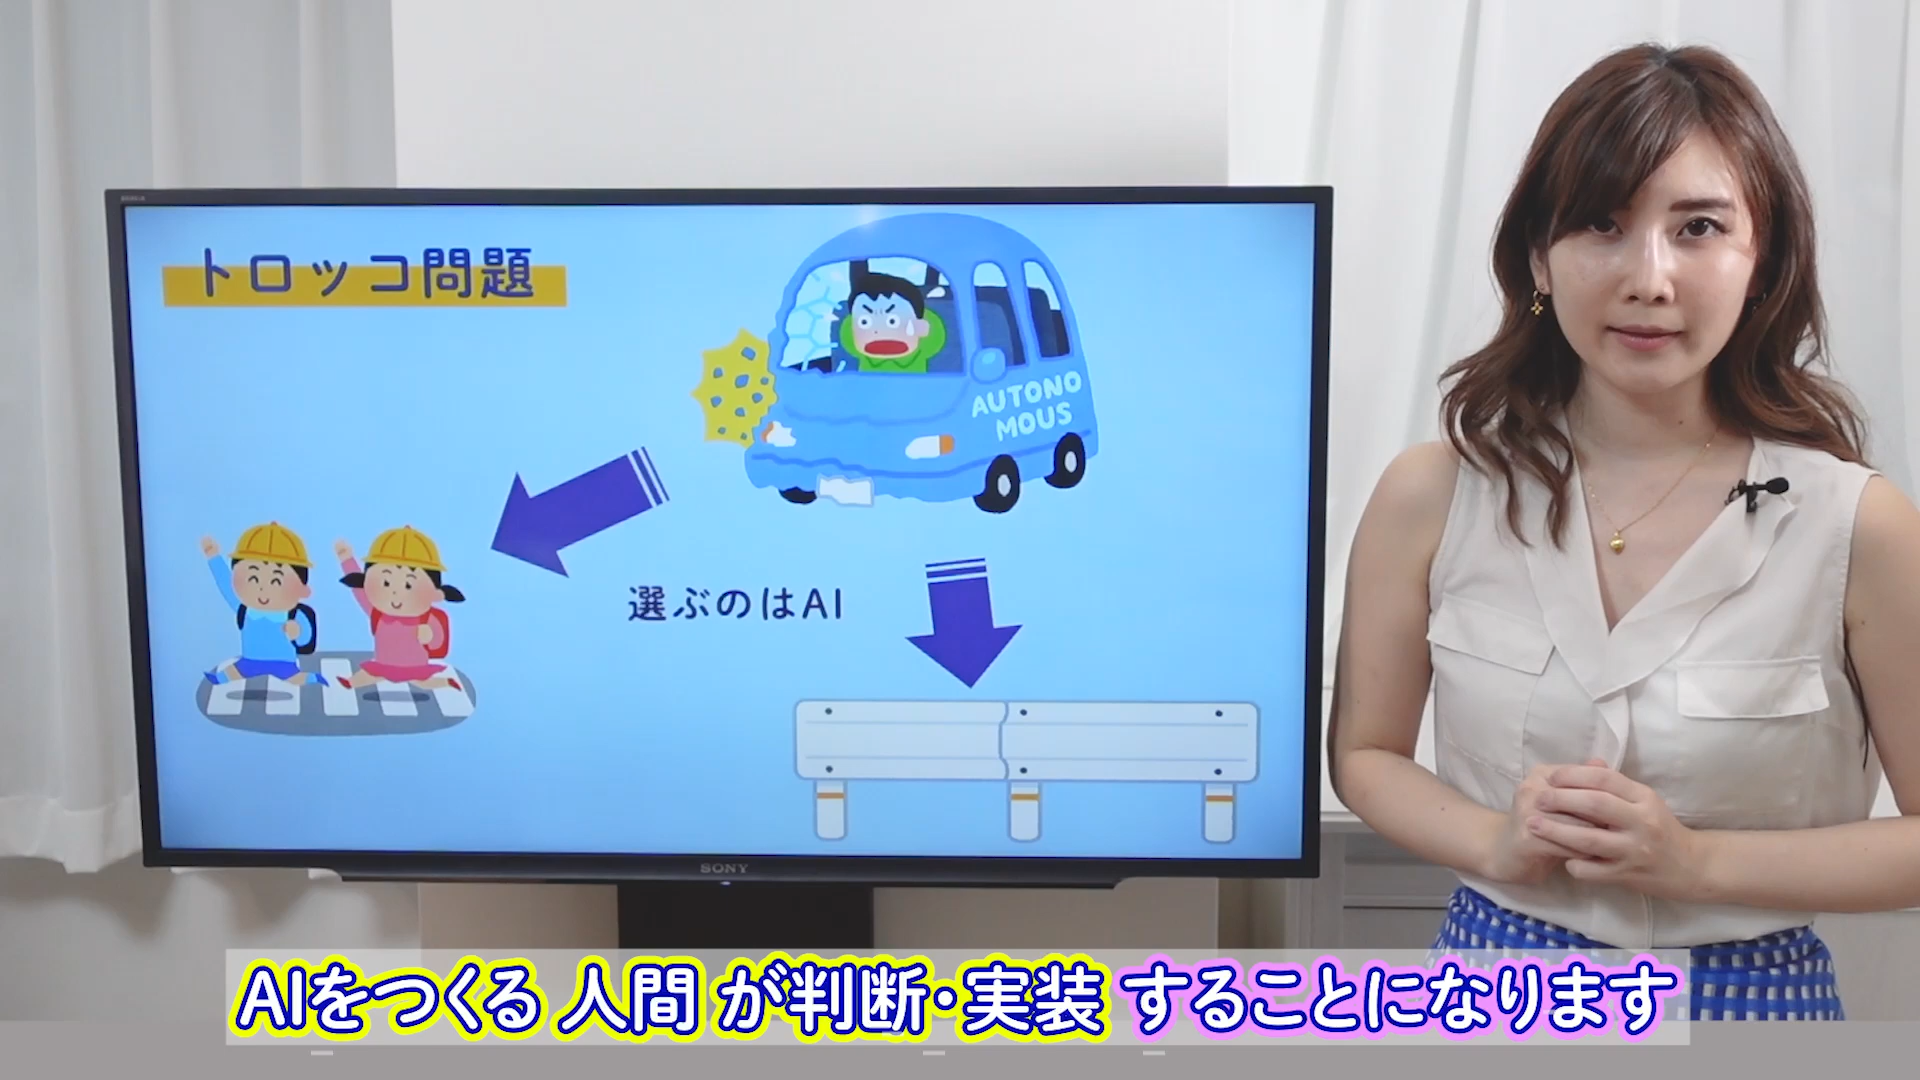 トロッコ問題
AUTONO
MOUS
選ぶのはAI
SONY
AIをつくる 人間 が判断・実装 することになります